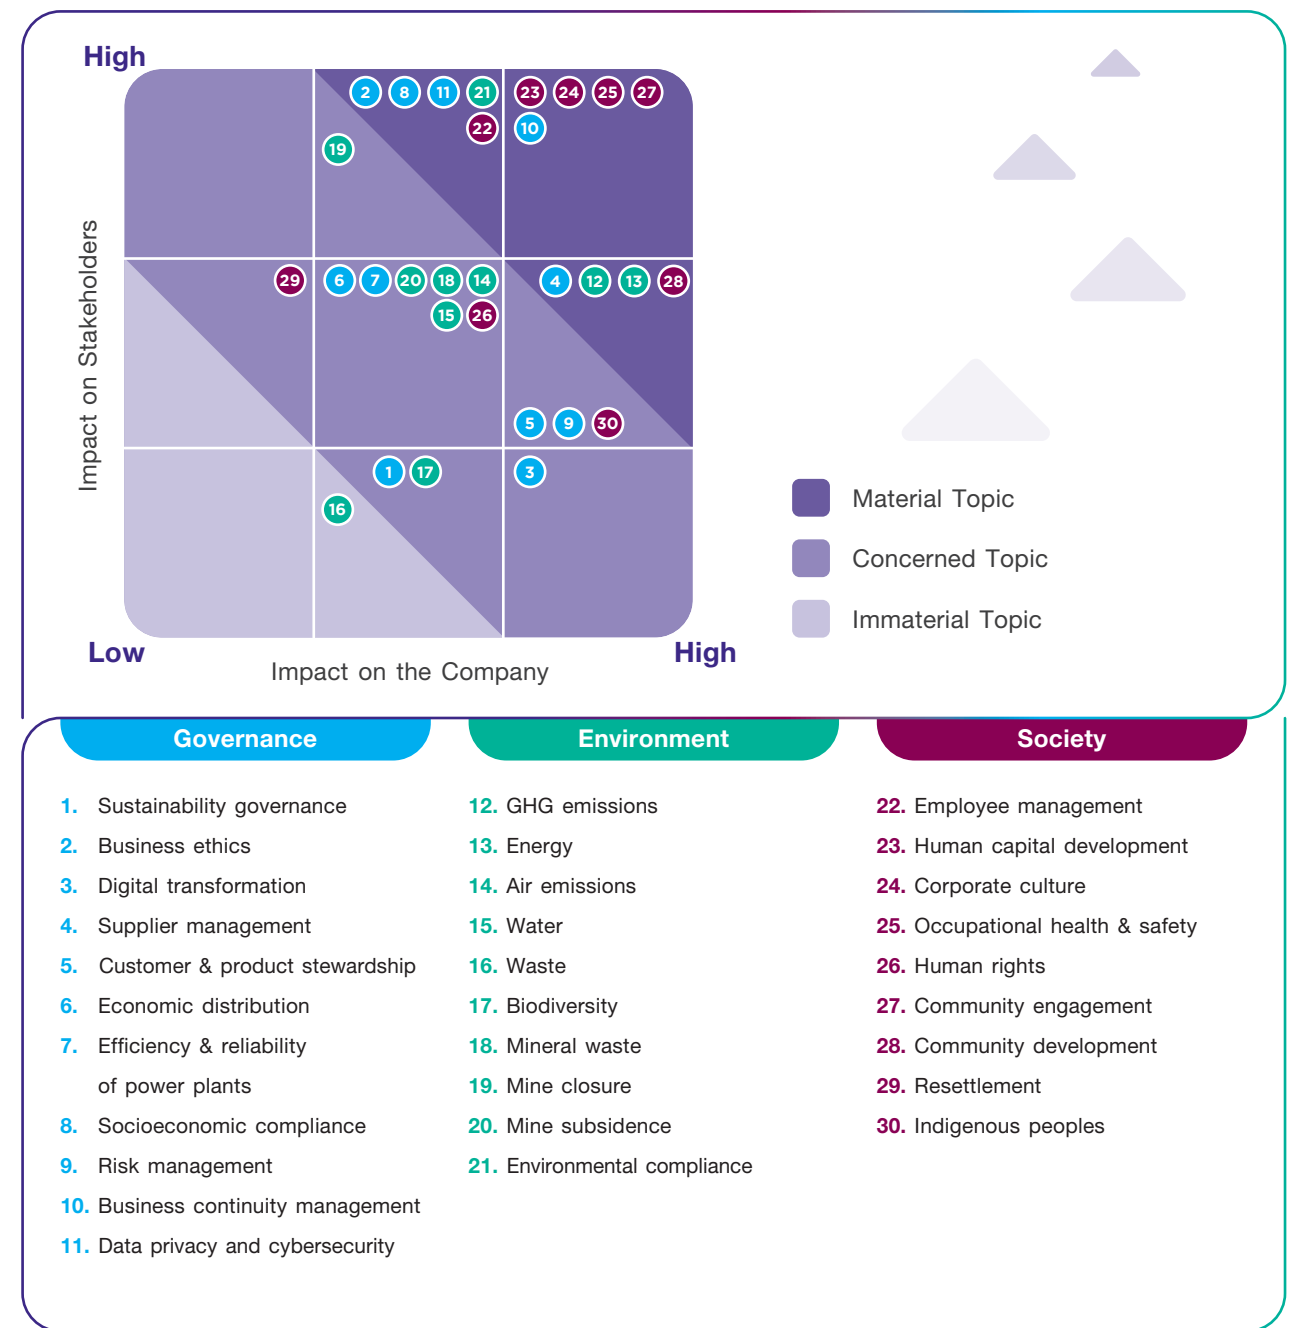 High
2 8 11 21 23 24 25 27
22 10
19
29 6 7 20 18 14 4 12 13 28
15 26
5 9 30
1 17 3
16
Impact on Stakeholders
Low
High
Impact on the Company
Material Topic
Concerned Topic
Immaterial Topic
Governance
1. Sustainability governance
2. Business ethics
3. Digital transformation
4. Supplier management
5. Customer & product stewardship
6. Economic distribution
7. Efficiency & reliability
of power plants
8. Socioeconomic compliance
9. Risk management
10. Business continuity management
11. Data privacy and cybersecurity
Environment
12. GHG emissions
13. Energy
14. Air emissions
15. Water
16. Waste
17. Biodiversity
18. Mineral waste
19. Mine closure
20. Mine subsidence
21. Environmental compliance
Society
22. Employee management
23. Human capital development
24. Corporate culture
25. Occupational health & safety
26. Human rights
27. Community engagement
28. Community development
29. Resettlement
30. Indigenous peoples